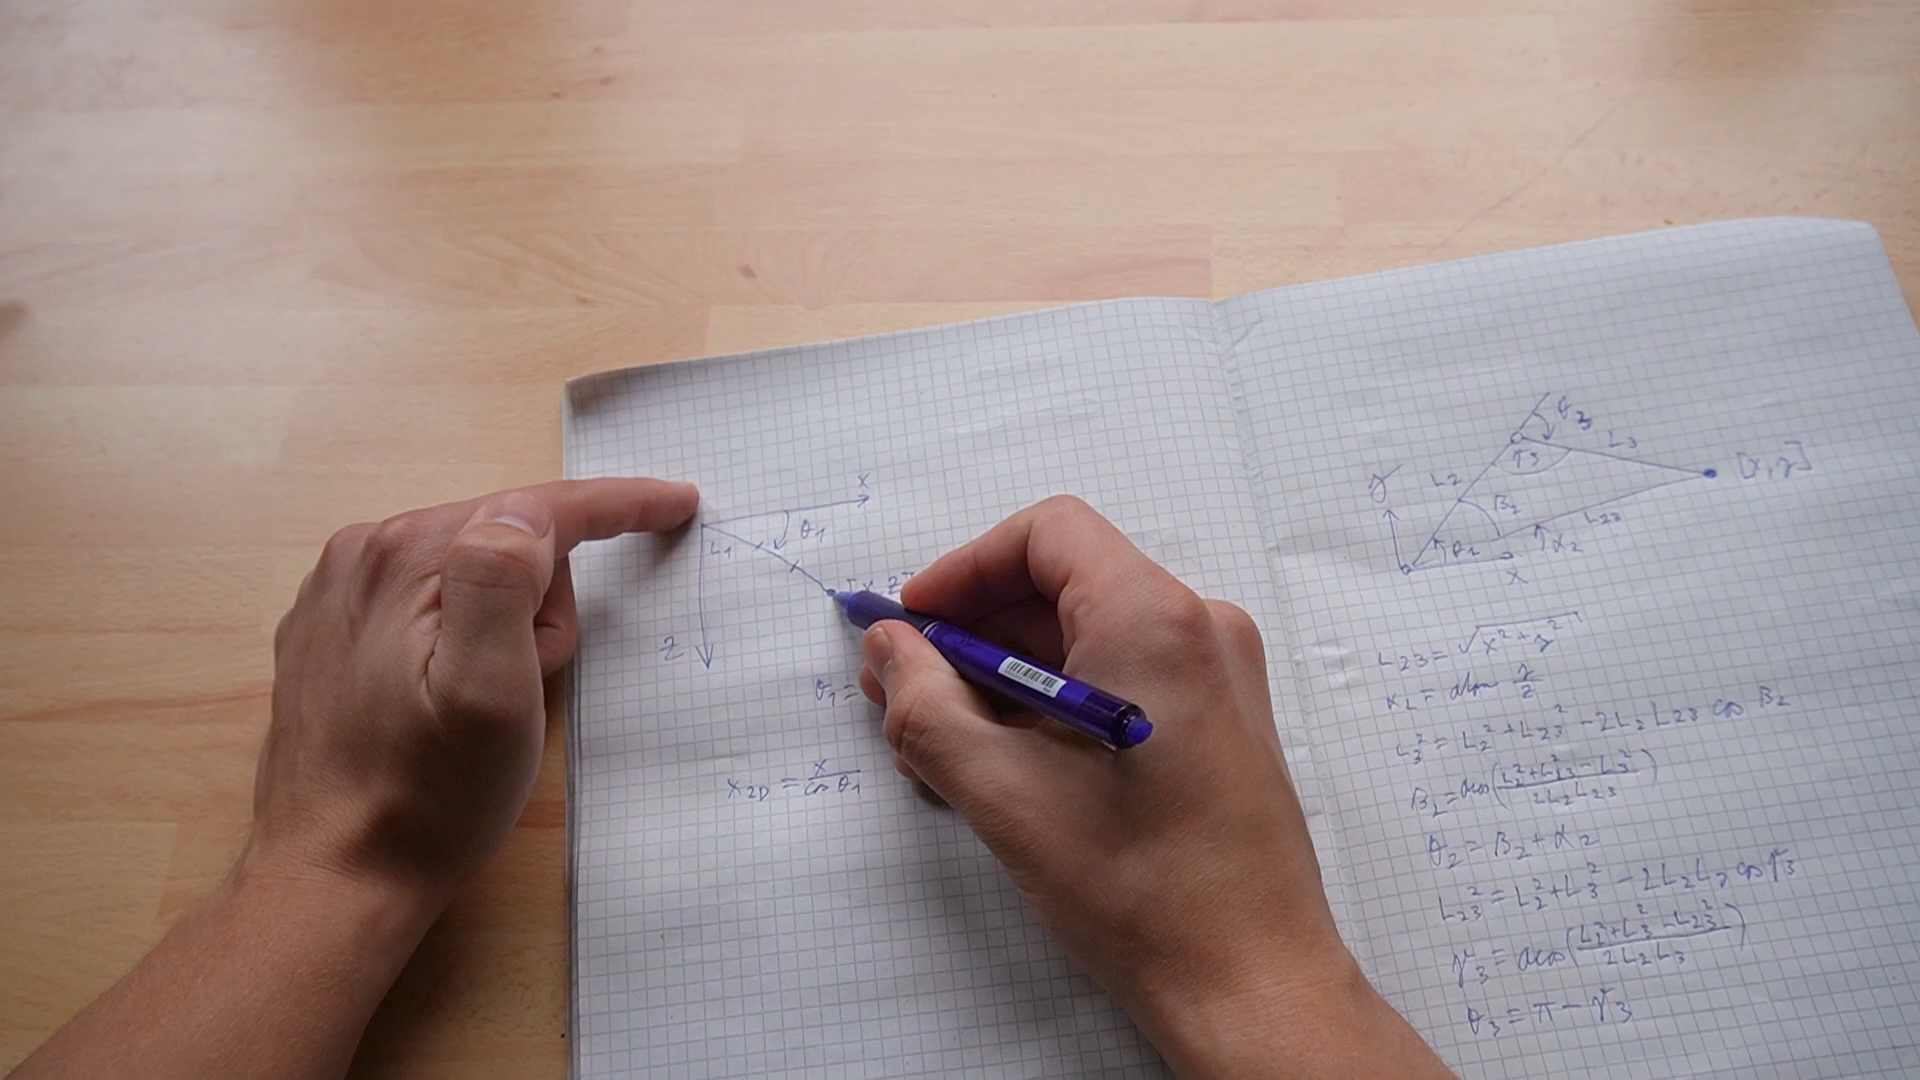 x
θ₁
L₁
[x,z]
z
θ₁ =
x₂D = x/cos θ₁
θ₃
L₃
γ₃
[x,y]
y
L₂
β₂
L₂₃
θ₂
α₂
x
L₂₃ = √(x² + y²)
L₃² = L₂² + L₂₃² - 2L₂L₂₃ cos β₂
β₂ = acos((L₂² + L₂₃² - L₃²)/(2L₂L₂₃))
θ₂ = β₂ + α₂
L₂₃² = L₂² + L₃² - 2L₂L₃ cos γ₃
γ₃ = acos((L₂² + L₃² - L₂₃²)/(2L₂L₃))
θ₃ = π - γ₃